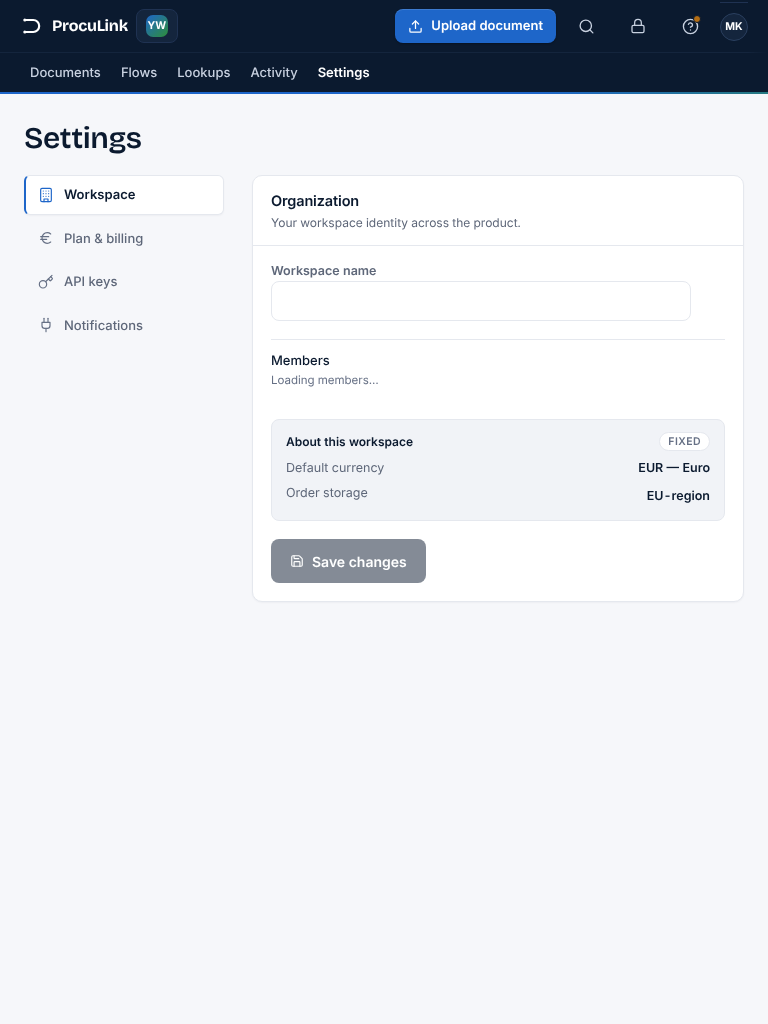 ProcuLink
YW
Upload document
MK
Documents
Flows
Lookups
Activity
Settings
Settings
Workspace
Plan & billing
API keys
Notifications
Organization
Your workspace identity across the product.
Workspace name
Members
Loading members…
About this workspace
FIXED
Default currency
EUR — Euro
Order storage
EU-region
Save changes